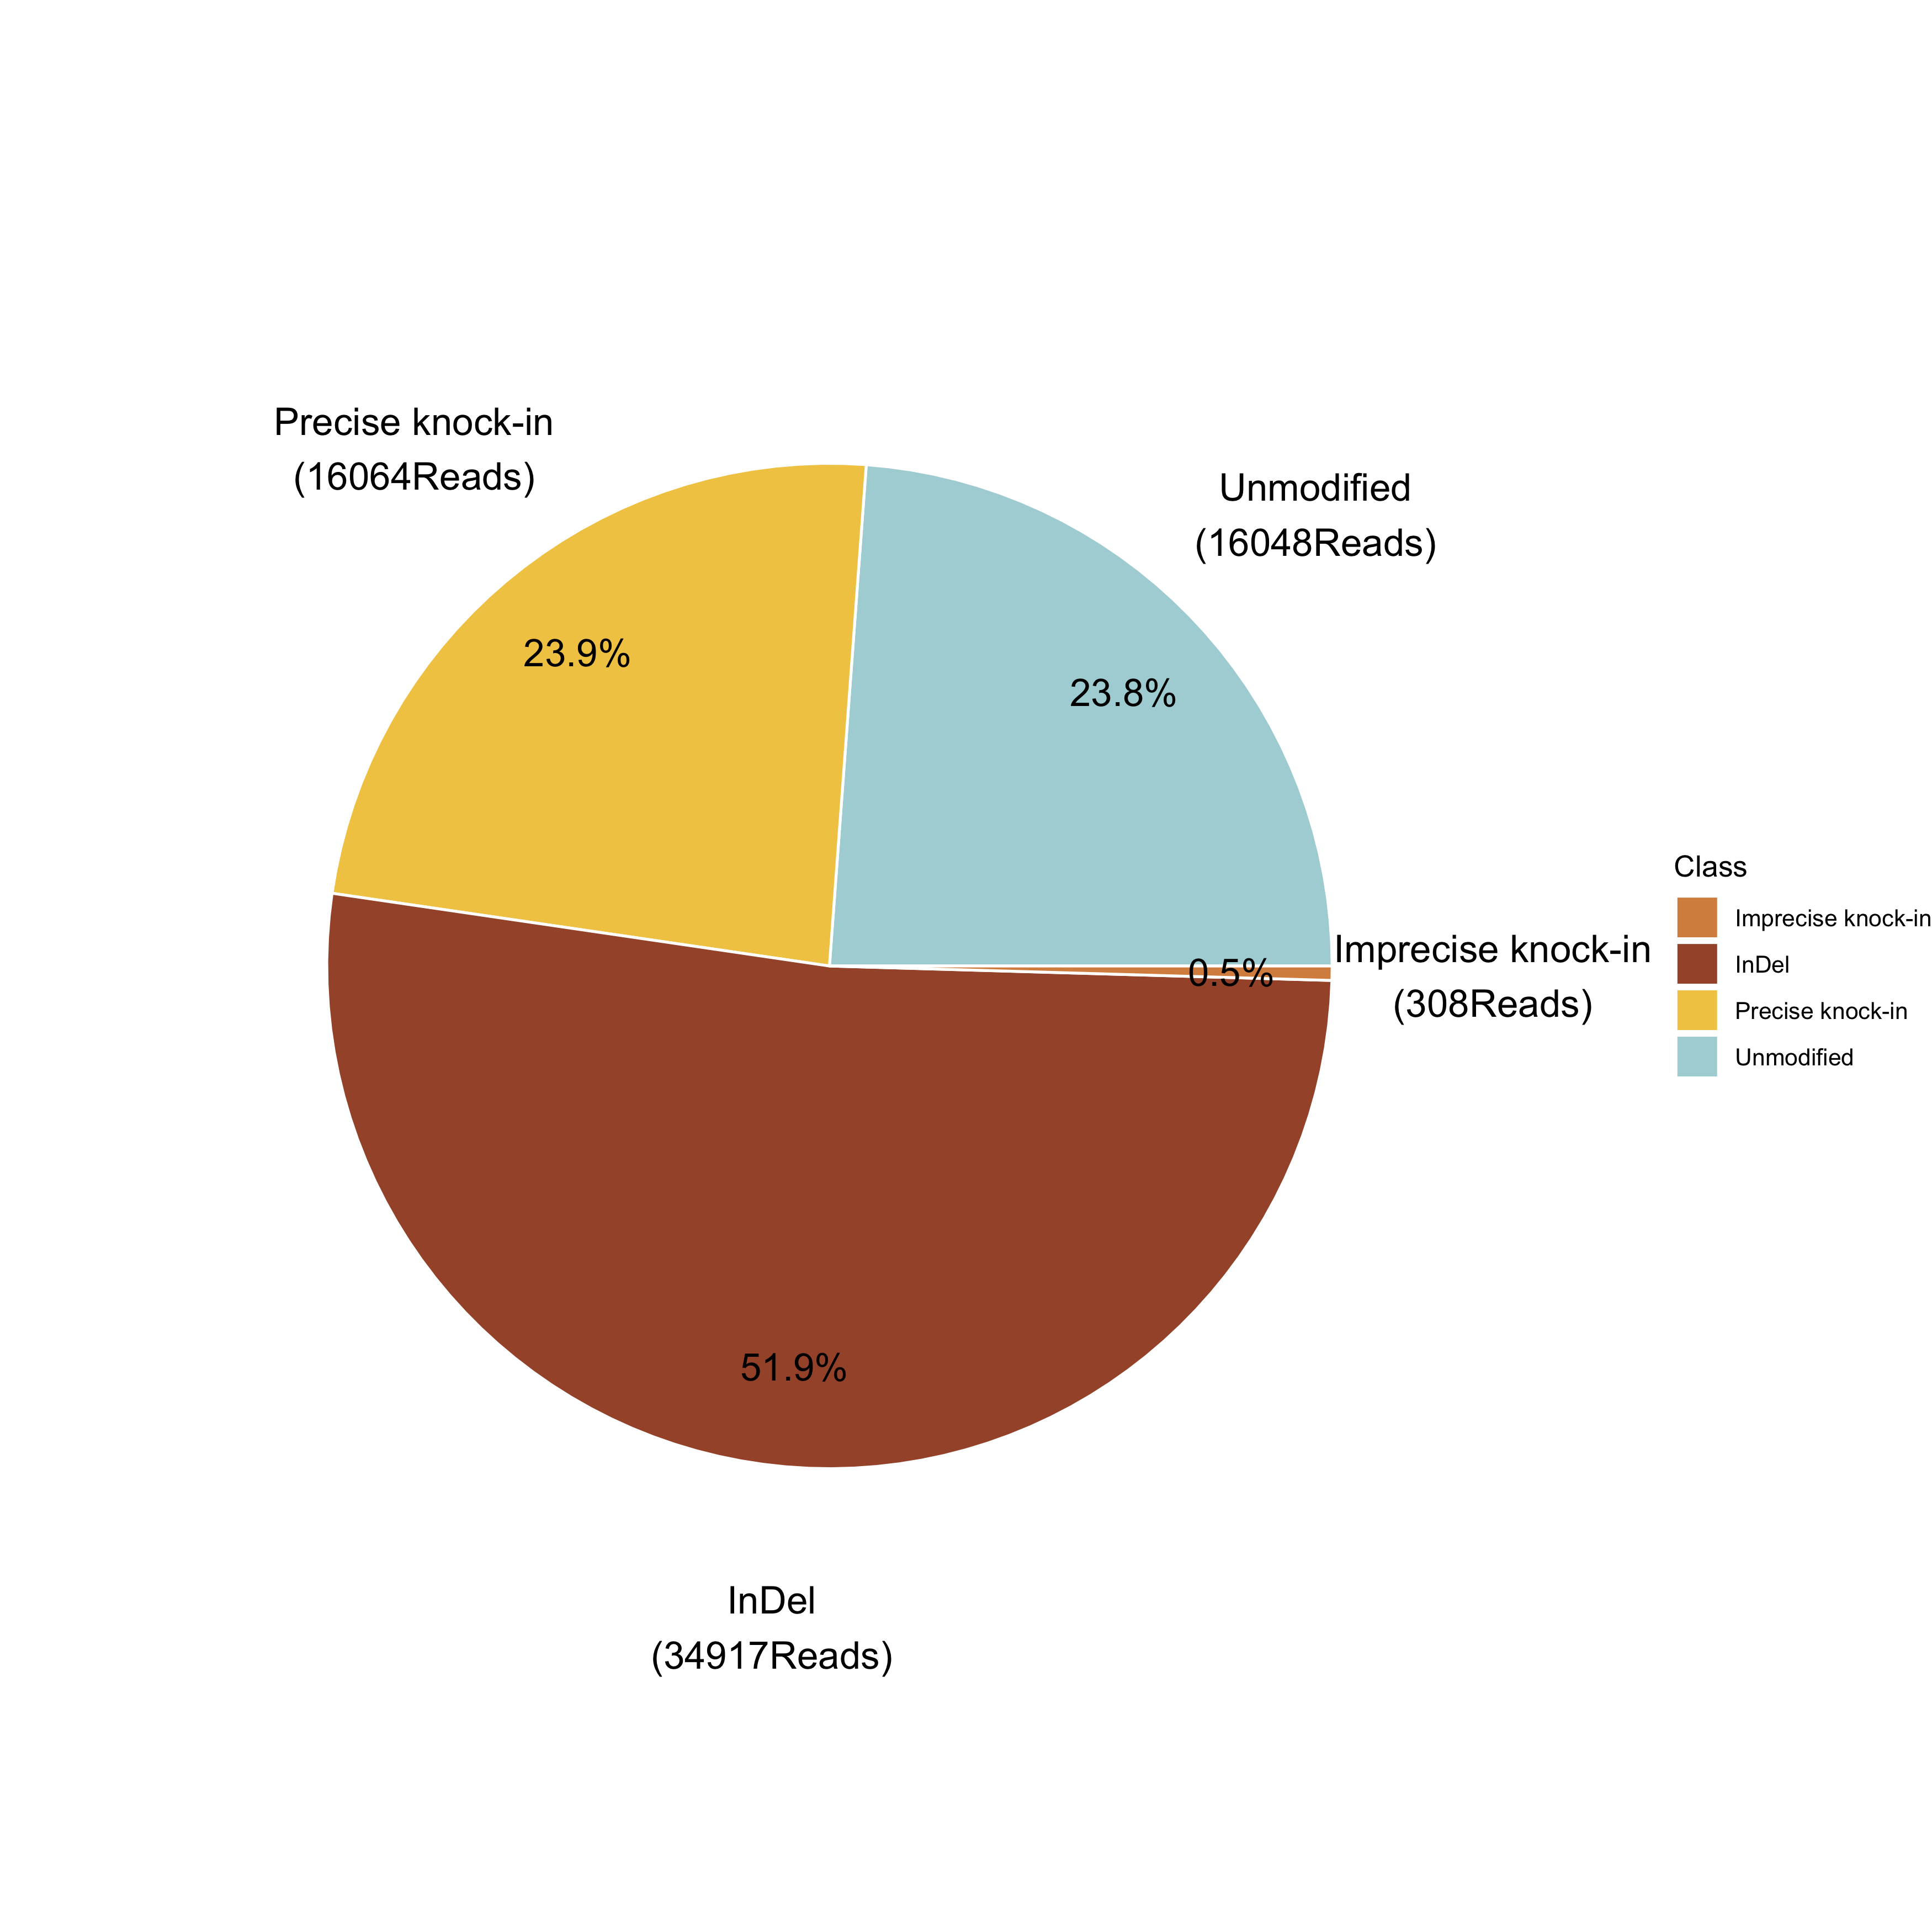 Precise knock-in
(16064Reads)
Unmodified
(16048Reads)
23.9%
23.8%
Imprecise knock-in
(308Reads)
0.5%
51.9%
InDel
(34917Reads)
Class
Imprecise knock-in
InDel
Precise knock-in
Unmodified